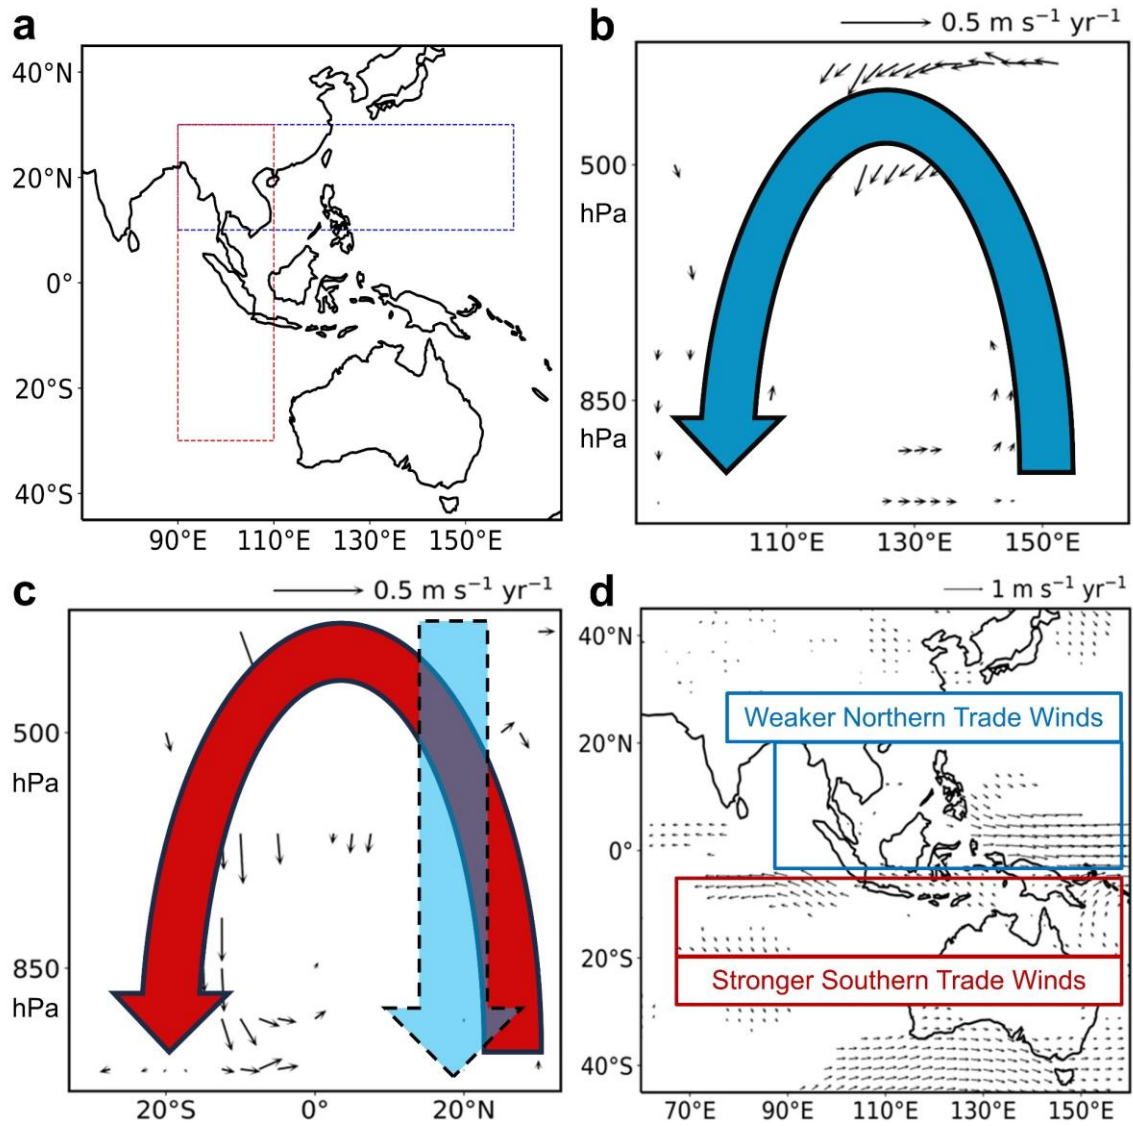 a
40°N
20°N
0°
20°S
40°S
90°E 110°E 130°E 150°E
b
0.5 m s⁻¹ yr⁻¹
500
hPa
850
hPa
110°E 130°E 150°E
c
0.5 m s⁻¹ yr⁻¹
500
hPa
850
hPa
20°S 0° 20°N
d
1 m s⁻¹ yr⁻¹
40°N
20°N
0°
20°S
40°S
Weaker Northern Trade Winds
Stronger Southern Trade Winds
70°E 90°E 110°E 130°E 150°E